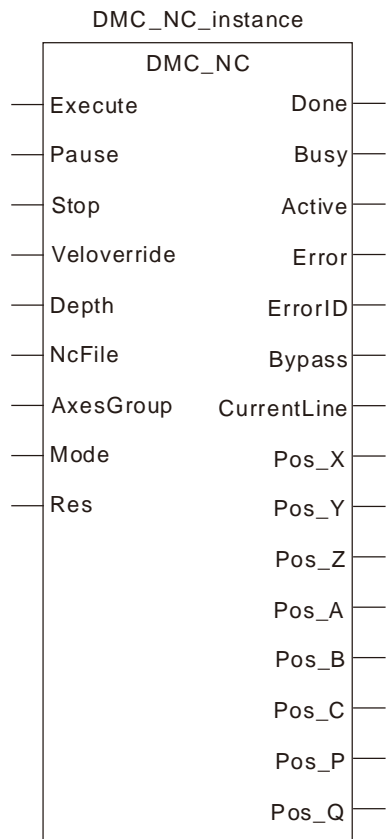 DMC_NC_instance
DMC_NC
Execute Done
Pause Busy
Stop Active
Veloverride Error
Depth ErrorID
NcFile Bypass
AxesGroup CurrentLine
Mode Pos_X
Res Pos_Y
Pos_Z
Pos_A
Pos_B
Pos_C
Pos_P
Pos_Q